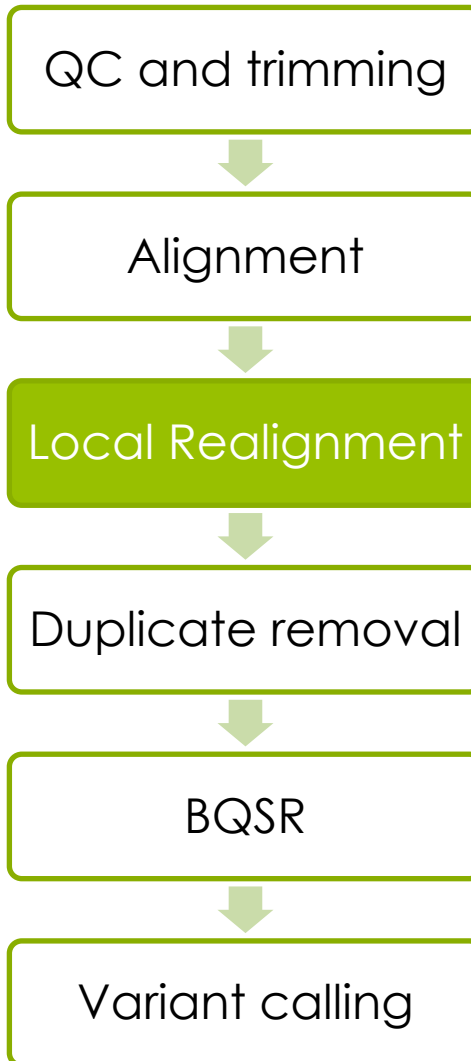 QC and trimming
Alignment
Local Realignment
Duplicate removal
BQSR
Variant calling